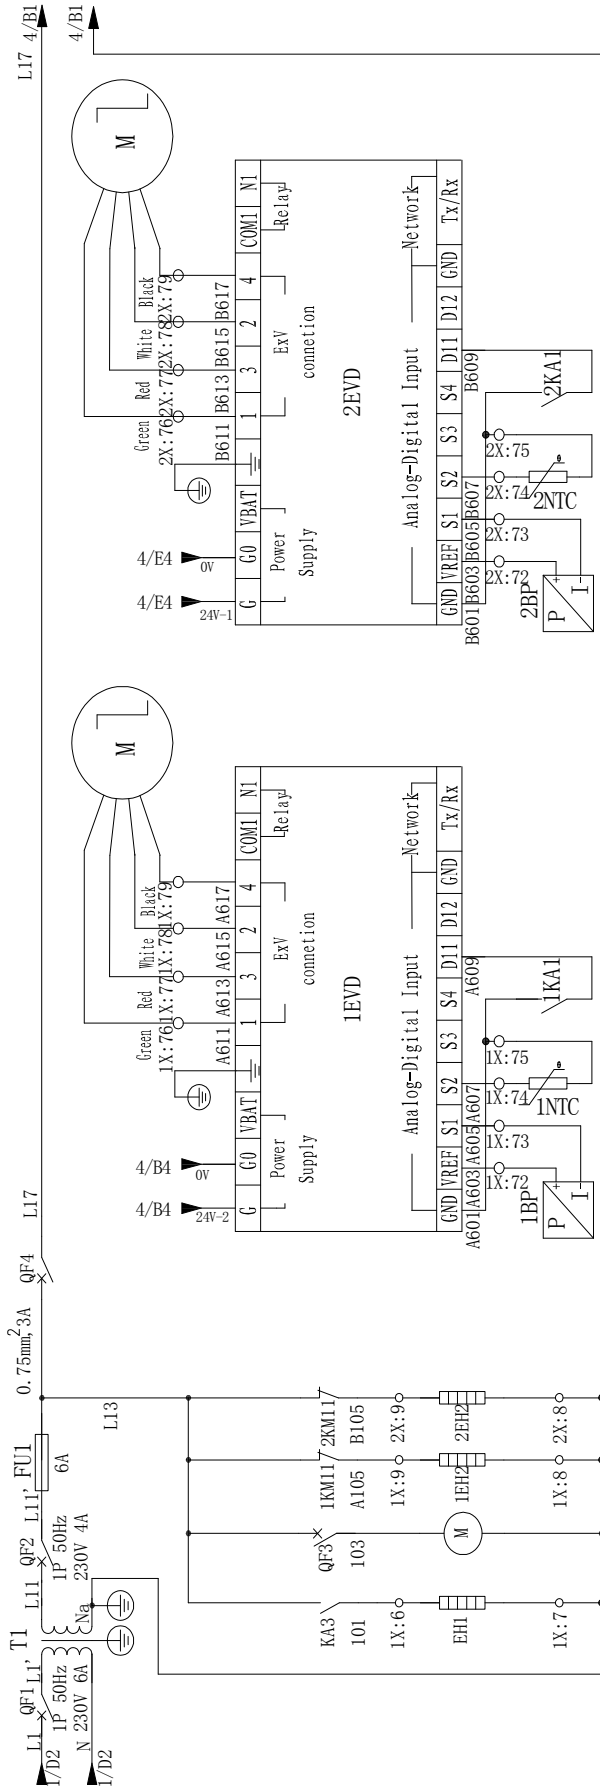 4/B1
4/B1
L17
M
Green
Red
White
Black
2X:76
2X:77
2X:78
2X:79
B611
B613
B615
B617
4/E4
0V
4/E4
24V-1
G
G0
VBAT
1
3
2
4
COM1
N1
Power
Supply
ExV
connetion
Relay
2EVD
Analog-Digital Input
Network
GND
VREF
S1
S2
S3
S4
D11
D12
GND
Tx/Rx
B601
B603
B605
B607
B609
2X:72
2X:73
2X:74
2X:75
2BP
P
I
+
-
2NTC
θ
2KA1
M
Green
Red
White
Black
1X:76
1X:77
1X:78
1X:79
A611
A613
A615
A617
4/B4
0V
4/B4
24V-2
G
G0
VBAT
1
3
2
4
COM1
N1
Power
Supply
ExV
connetion
Relay
1EVD
Analog-Digital Input
Network
GND
VREF
S1
S2
S3
S4
D11
D12
GND
Tx/Rx
A601
A603
A605
A607
A609
1X:72
1X:73
1X:74
1X:75
1BP
P
I
+
-
1NTC
θ
1KA1
L17
QF4
0.75mm², 3A
L13
FU1
6A
L11'
QF2
1P 50Hz
230V 4A
L11
Na
T1
L1'
QF1
1P 50Hz
230V 6A
L1
N
1/D2
1/D2
2KM11
B105
2X:9
2EH2
2X:8
1KM11
A105
1X:9
1EH2
1X:8
QF3
103
M
KA3
101
1X:6
EH1
1X:7